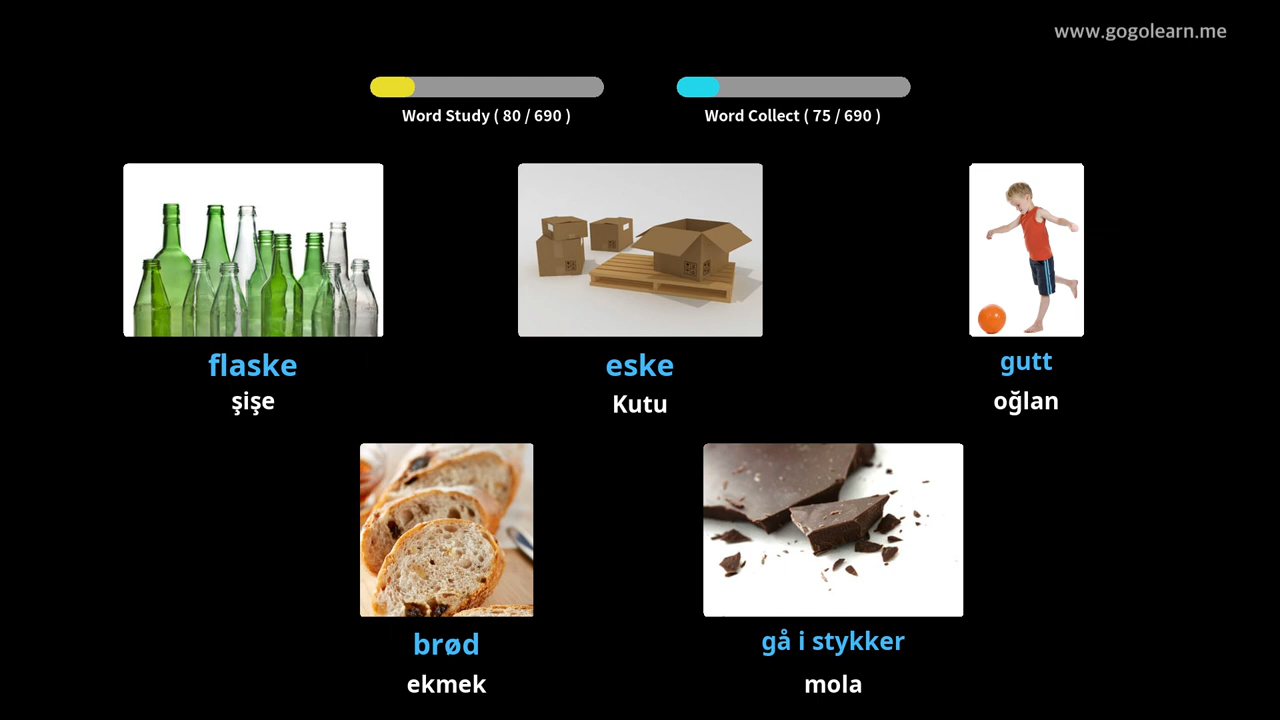 www.gogolearn.me
Word Study ( 80 / 690 )
Word Collect ( 75 / 690 )
flaske
şişe
eske
Kutu
gutt
oğlan
brød
ekmek
gå i stykker
mola